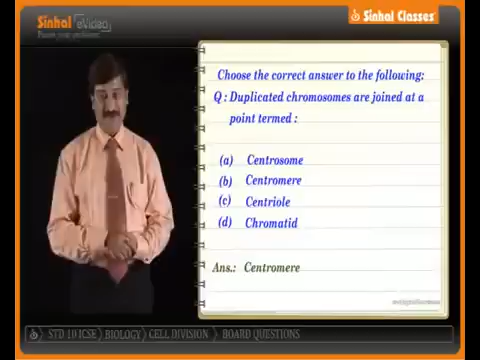 Sinhal eVideo
Sinhal Classes
Choose the correct answer to the following:
Q : Duplicated chromosomes are joined at a
point termed :
(a) Centrosome
(b) Centromere
(c) Centriole
(d) Chromatid
Ans.: Centromere
STD 10 ICSE BIOLOGY CELL DIVISION BOARD QUESTIONS